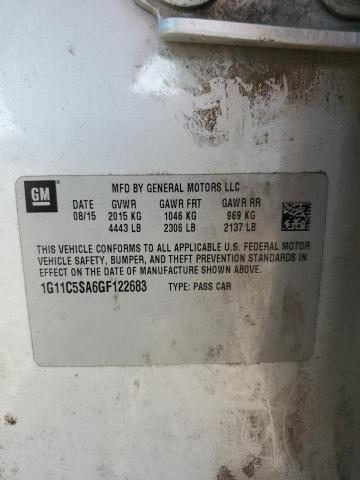 GM
MFD BY GENERAL MOTORS LLC
DATE GVWR GAWR FRT GAWR RR
08/15 2015 KG 1046 KG 969 KG
4443 LB 2306 LB 2137 LB
THIS VEHICLE CONFORMS TO ALL APPLICABLE U.S. FEDERAL MOTOR
VEHICLE SAFETY, BUMPER, AND THEFT PREVENTION STANDARDS IN
EFFECT ON THE DATE OF MANUFACTURE SHOWN ABOVE.
1G11C5SA6GF122683 TYPE: PASS CAR